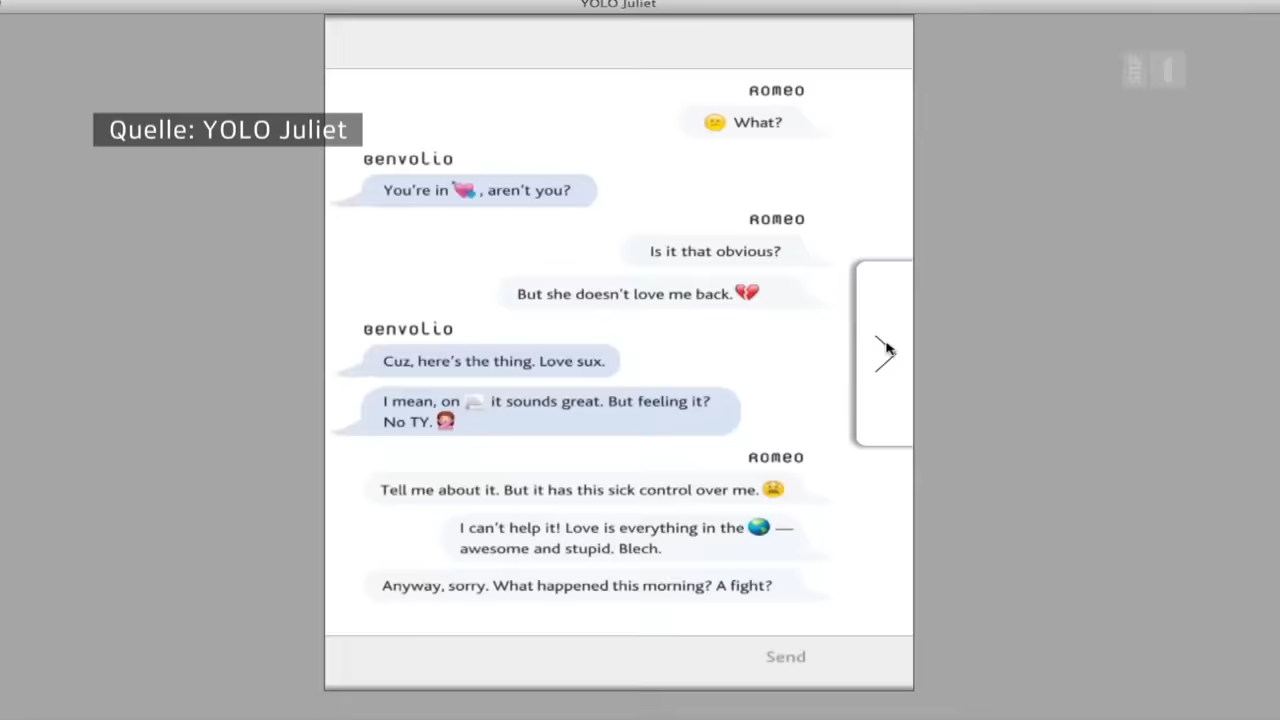 YOLO Juliet
SRF 1
Quelle: YOLO Juliet
ROMEO
😕 What?
BENVOLIO
You're in 💘, aren't you?
ROMEO
Is it that obvious?
But she doesn't love me back.💔
BENVOLIO
Cuz, here's the thing. Love sux.
I mean, on it sounds great. But feeling it?
No TY.
ROMEO
Tell me about it. But it has this sick control over me.😫
I can't help it! Love is everything in the 🌎 —
awesome and stupid. Blech.
Anyway, sorry. What happened this morning? A fight?
Send